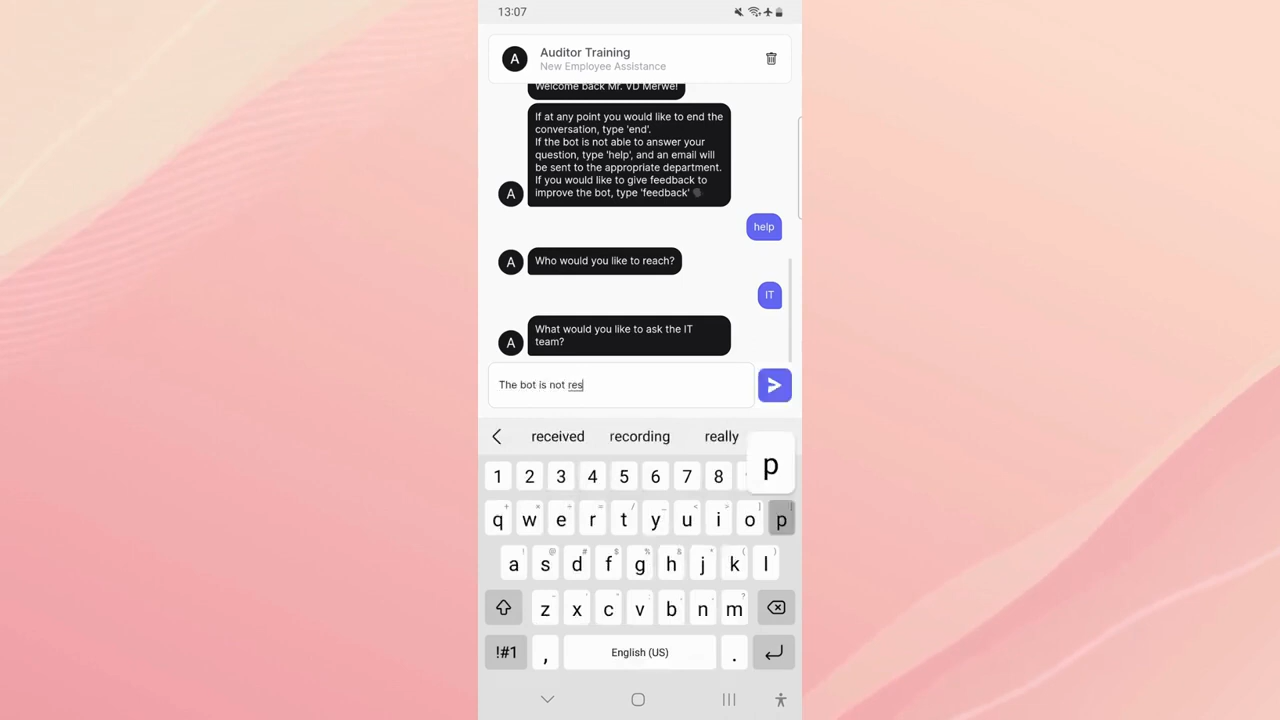 13:07
A
Auditor Training
New Employee Assistance
Welcome back Mr. VD Merwe!
If at any point you would like to end the
conversation, type 'end'.
If the bot is not able to answer your
question, type 'help', and an email will
be sent to the appropriate department.
If you would like to give feedback to
improve the bot, type 'feedback'
A
help
A
Who would you like to reach?
IT
What would you like to ask the IT
team?
A
The bot is not res
received recording really
p
1 2 3 4 5 6 7 8
q w e r t y u i o p
a s d f g h j k l
z x c v b n m
!#1 , English (US) .